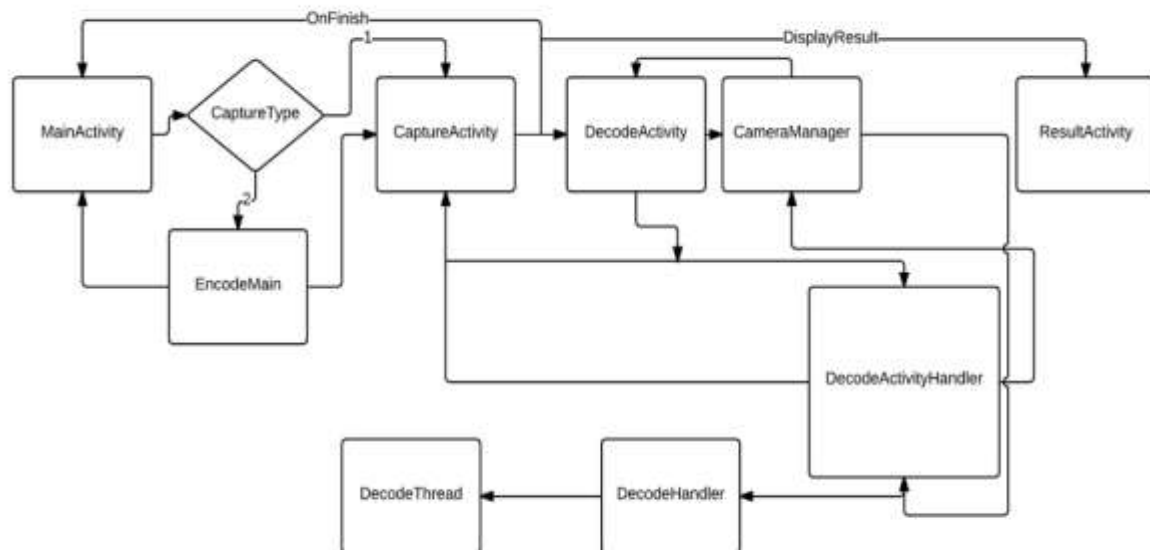 OnFinish
1
DisplayResult
MainActivity
CaptureType
CaptureActivity
DecodeActivity
CameraManager
ResultActivity
2
EncodeMain
DecodeActivityHandler
DecodeThread
DecodeHandler